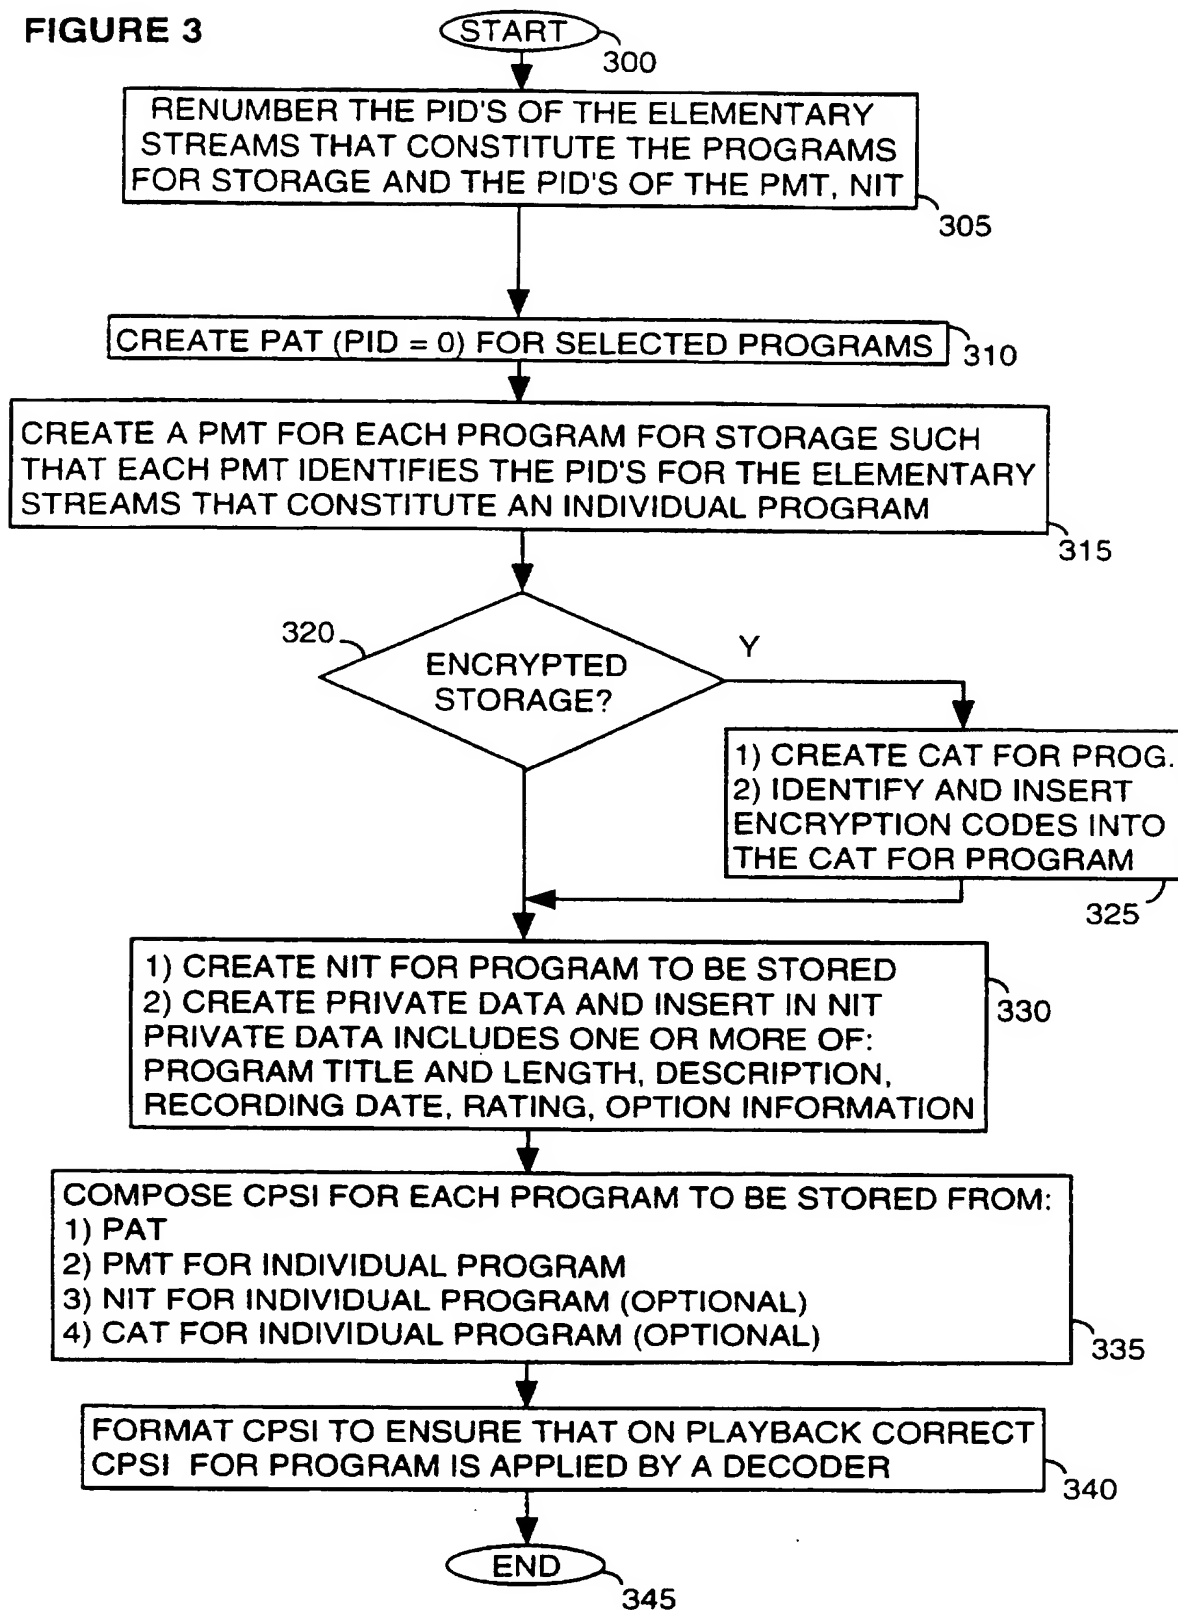 FIGURE 3
START
300
RENUMBER THE PID'S OF THE ELEMENTARY
STREAMS THAT CONSTITUTE THE PROGRAMS
FOR STORAGE AND THE PID'S OF THE PMT, NIT
305
CREATE PAT (PID = 0) FOR SELECTED PROGRAMS
310
CREATE A PMT FOR EACH PROGRAM FOR STORAGE SUCH
THAT EACH PMT IDENTIFIES THE PID'S FOR THE ELEMENTARY
STREAMS THAT CONSTITUTE AN INDIVIDUAL PROGRAM
315
320
ENCRYPTED
STORAGE?
Y
1) CREATE CAT FOR PROG.
2) IDENTIFY AND INSERT
ENCRYPTION CODES INTO
THE CAT FOR PROGRAM
325
1) CREATE NIT FOR PROGRAM TO BE STORED
2) CREATE PRIVATE DATA AND INSERT IN NIT
PRIVATE DATA INCLUDES ONE OR MORE OF:
PROGRAM TITLE AND LENGTH, DESCRIPTION,
RECORDING DATE, RATING, OPTION INFORMATION
330
COMPOSE CPSI FOR EACH PROGRAM TO BE STORED FROM:
1) PAT
2) PMT FOR INDIVIDUAL PROGRAM
3) NIT FOR INDIVIDUAL PROGRAM (OPTIONAL)
4) CAT FOR INDIVIDUAL PROGRAM (OPTIONAL)
335
FORMAT CPSI TO ENSURE THAT ON PLAYBACK CORRECT
CPSI FOR PROGRAM IS APPLIED BY A DECODER
340
END
345